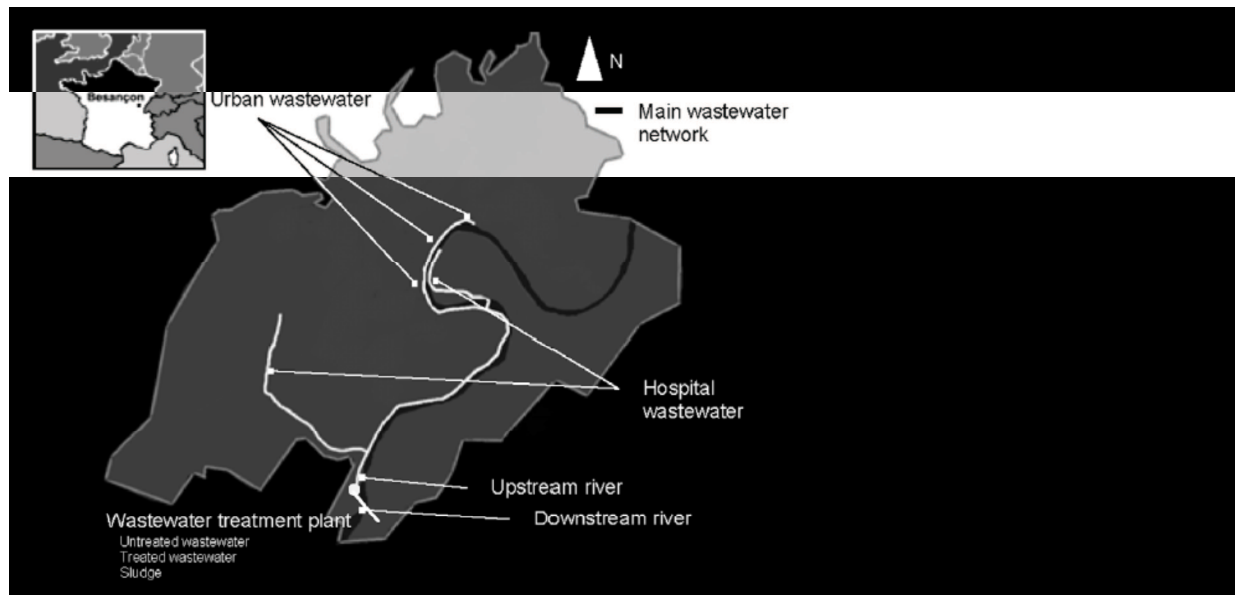 N
Besançon
Urban wastewater
Main wastewater
network
Hospital
wastewater
Upstream river
Downstream river
Wastewater treatment plant
Untreated wastewater
Treated wastewater
Sludge